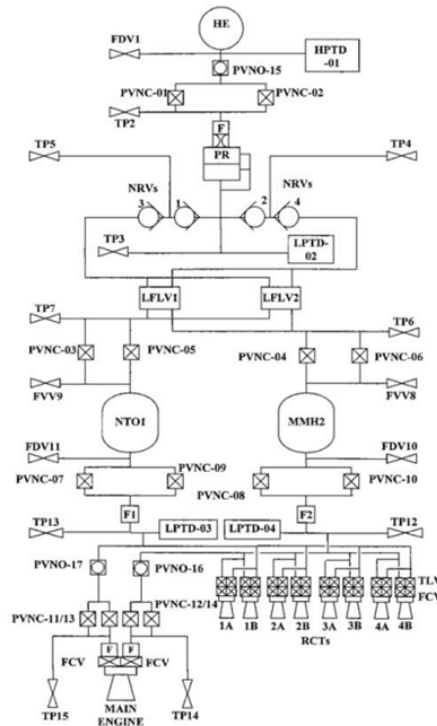 HE
FDV1
HPTD
-01
PVNO-15
PVNC-01
PVNC-02
TP2
F
PR
TP5
TP4
NRVs
NRVs
3
1
2
4
TP3
LPTD-
02
LFLV1
LFLV2
TP7
TP6
PVNC-03
PVNC-05
PVNC-04
PVNC-06
FVV9
FVV8
NTO1
MMH2
FDV11
FDV10
PVNC-09
PVNC-07
PVNC-08
PVNC-10
F1
F2
TP13
LPTD-03
LPTD-04
TP12
PVNO-17
PVNO-16
TLV
FCV
PVNC-11/13
PVNC-12/14
1A
1B
2A
2B
3A
3B
4A
4B
RCTs
F
F
FCV
FCV
MAIN
ENGINE
TP15
TP14